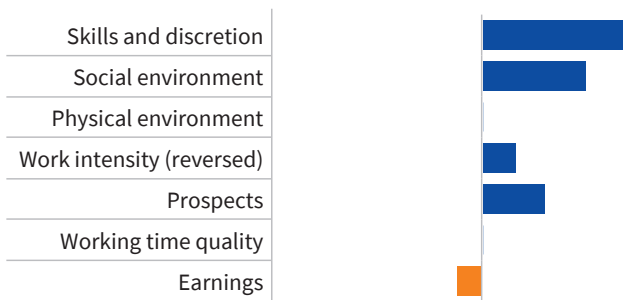 Skills and discretion
Social environment
Physical environment
Work intensity (reversed)
Prospects
Working time quality
Earnings